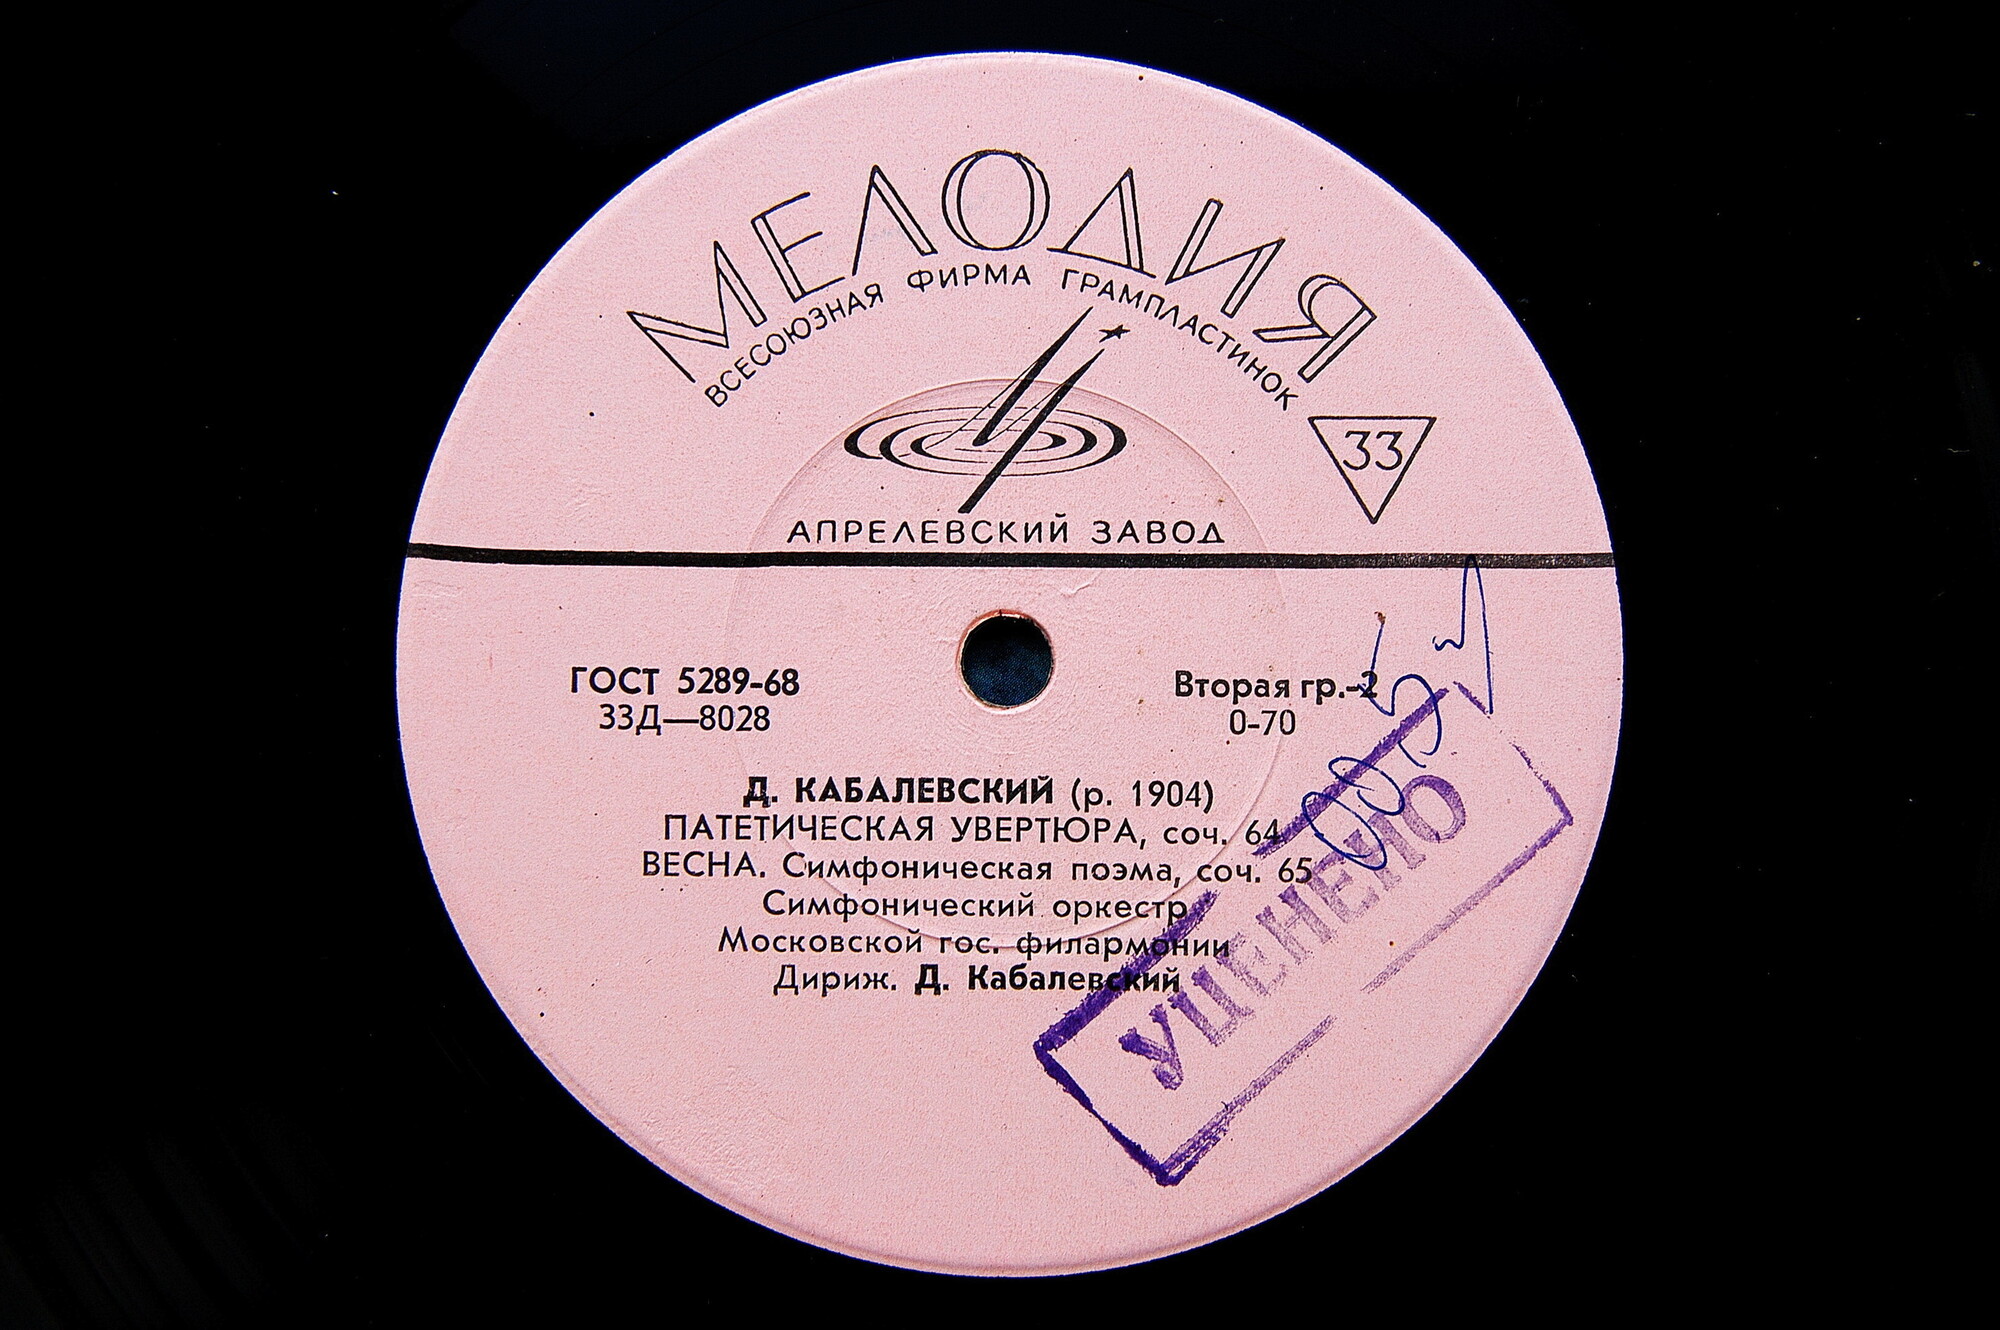 МЕЛОДИЯ
ВСЕСОЮЗНАЯ ФИРМА ГРАМПЛАСТИНОК
33
АПРЕЛЕВСКИЙ ЗАВОД
ГОСТ 5289-68
33Д—8028
Вторая гр.-2
0-70
Д. КАБАЛЕВСКИЙ (р. 1904)
ПАТЕТИЧЕСКАЯ УВЕРТЮРА, соч. 64
ВЕСНА. Симфоническая поэма, соч. 65
Симфонический оркестр
Московской гос. филармонии
Дириж. Д. Кабалевский
УЦЕНЕНО